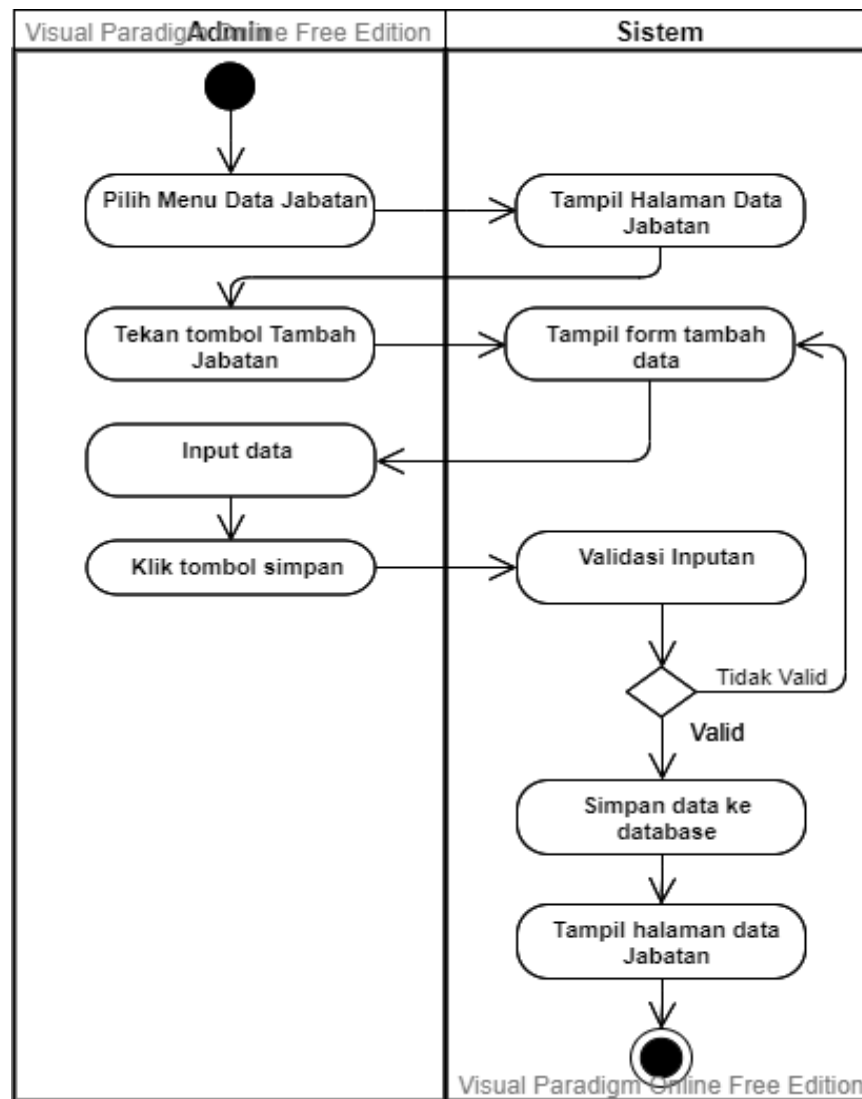 Visual Paradigm Online Free Edition
Admin
Sistem
Pilih Menu Data Jabatan
Tampil Halaman Data
Jabatan
Tekan tombol Tambah
Jabatan
Tampil form tambah
data
Input data
Klik tombol simpan
Validasi Inputan
Tidak Valid
Valid
Simpan data ke
database
Tampil halaman data
Jabatan
Visual Paradigm Online Free Edition